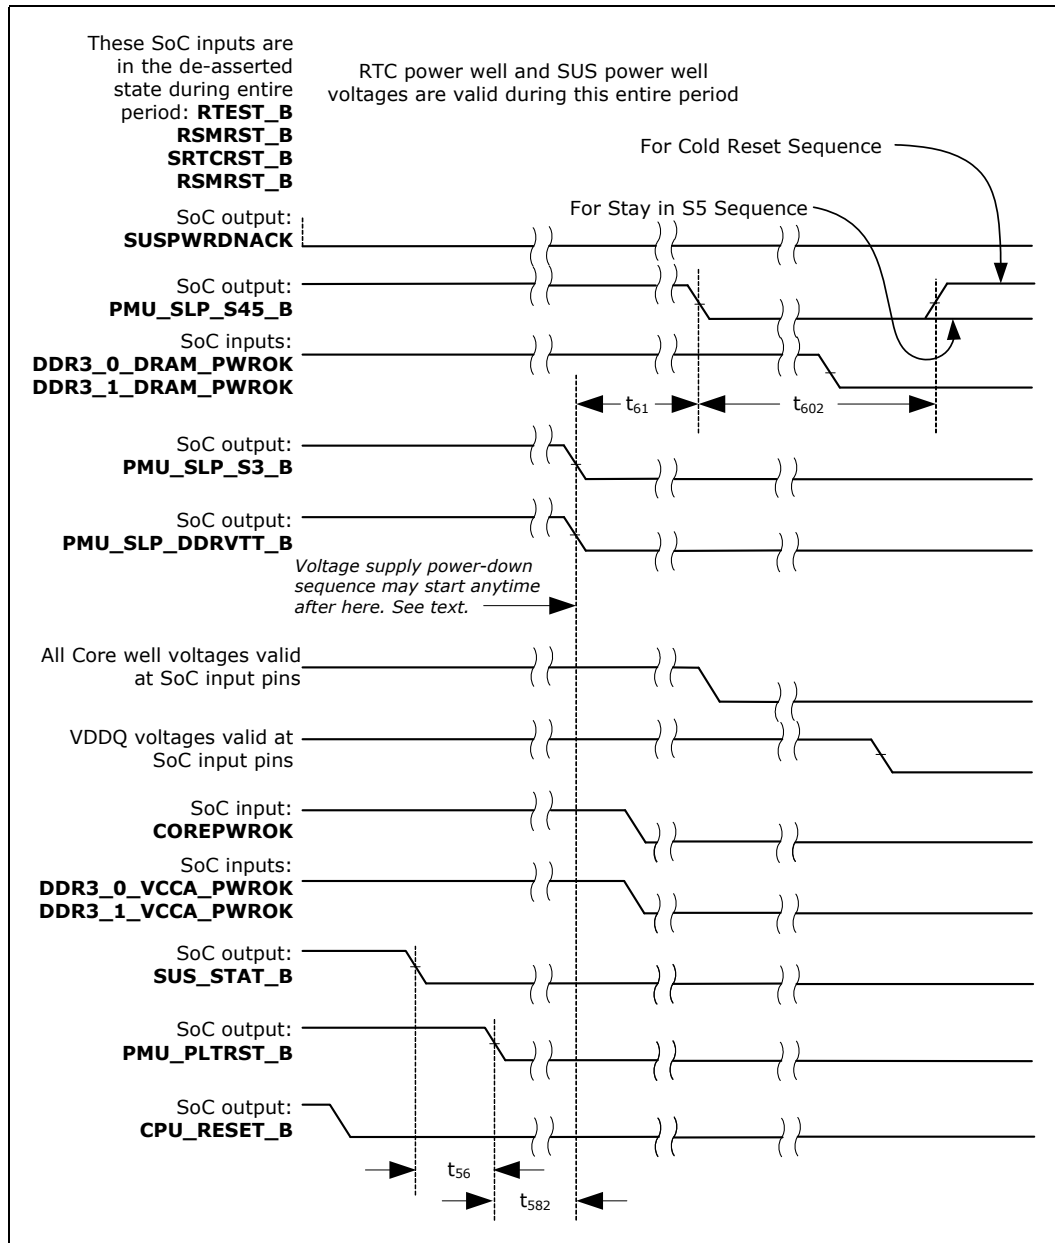 These SoC inputs are
in the de-asserted
state during entire
period: RTEST_B
RSMRST_B
SRTCRST_B
RSMRST_B
RTC power well and SUS power well
voltages are valid during this entire period
For Cold Reset Sequence
For Stay in S5 Sequence
SoC output:
SUSPWRDNACK
SoC output:
PMU_SLP_S45_B
SoC inputs:
DDR3_0_DRAM_PWROK
DDR3_1_DRAM_PWROK
t61
t602
SoC output:
PMU_SLP_S3_B
SoC output:
PMU_SLP_DDRVTT_B
Voltage supply power-down
sequence may start anytime
after here. See text.
All Core well voltages valid
at SoC input pins
VDDQ voltages valid at
SoC input pins
SoC input:
COREPWROK
SoC inputs:
DDR3_0_VCCA_PWROK
DDR3_1_VCCA_PWROK
SoC output:
SUS_STAT_B
SoC output:
PMU_PLTRST_B
SoC output:
CPU_RESET_B
t56
t582